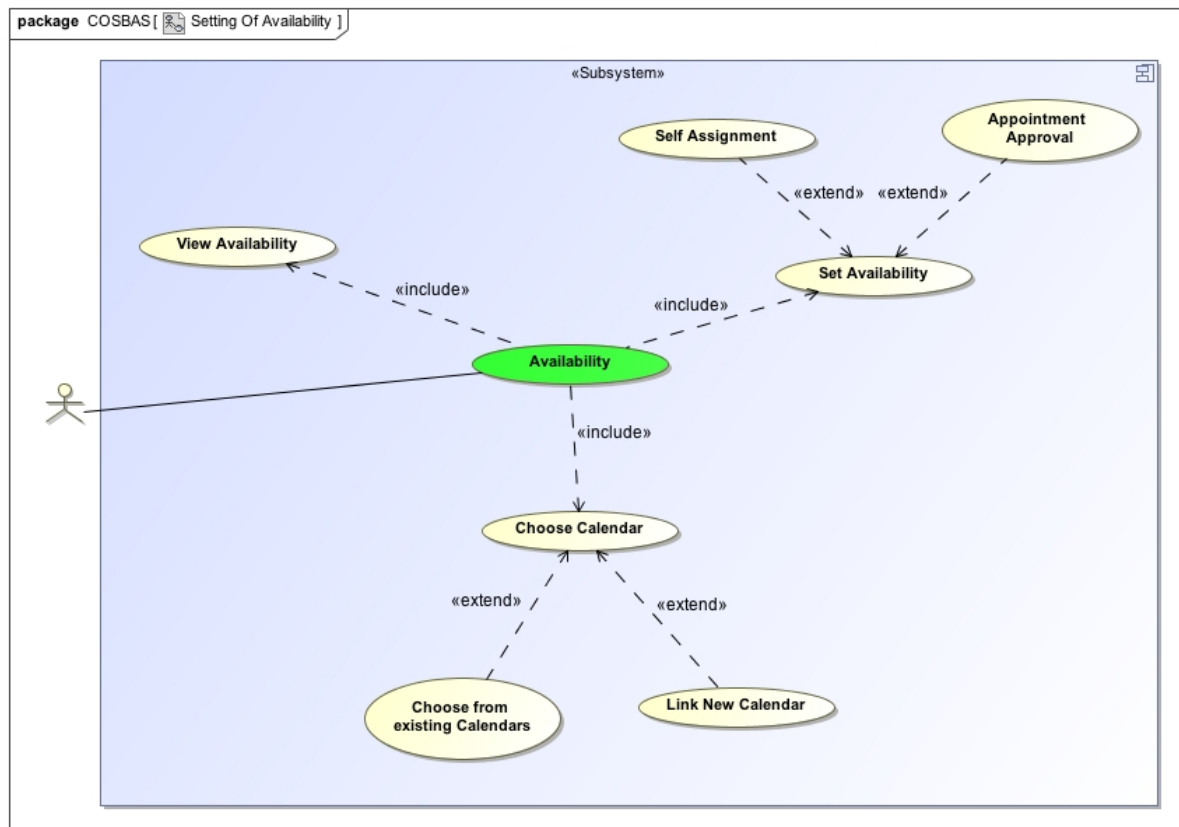 package COSBAS [ Setting Of Availability ]
«Subsystem»
Self Assignment
Appointment
Approval
«extend»
«extend»
View Availability
Set Availability
«include»
«include»
Availability
«include»
Choose Calendar
«extend»
«extend»
Choose from
existing Calendars
Link New Calendar